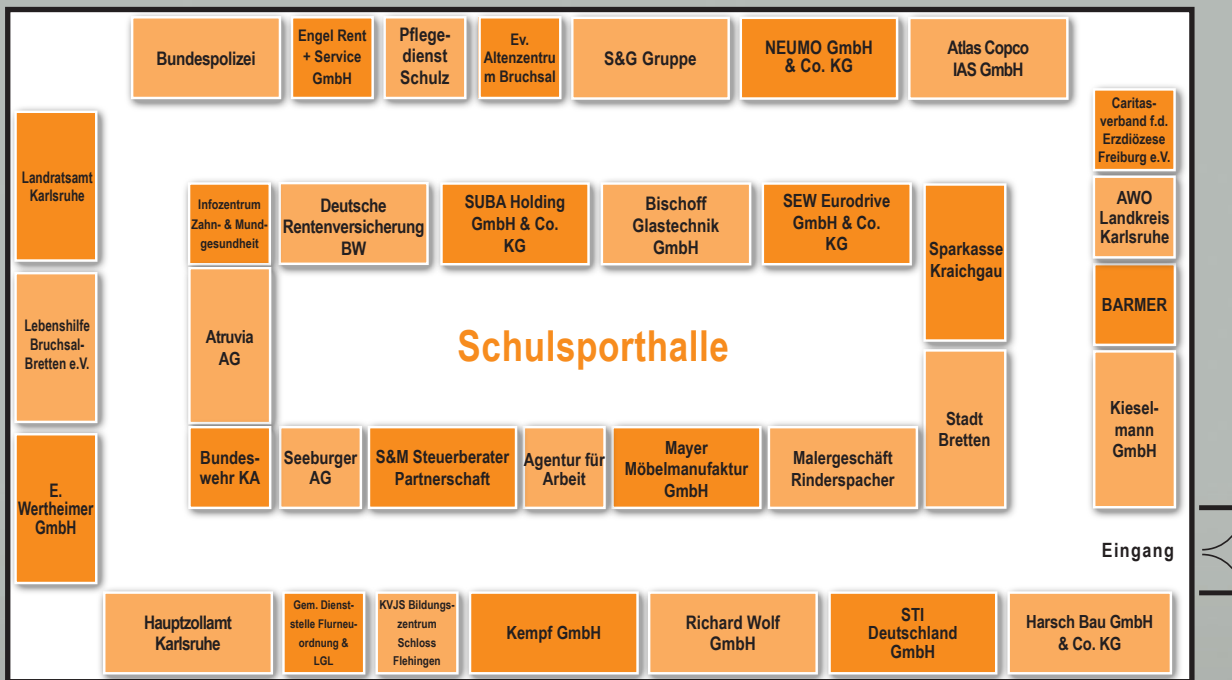 Bundespolizei
Engel Rent
+ Service
GmbH
Pflege-
dienst
Schulz
Ev.
Altenzentru
m Bruchsal
S&G Gruppe
NEUMO GmbH
& Co. KG
Atlas Copco
IAS GmbH
Caritas-
verband f.d.
Erzdiözese
Freiburg e.V.
Landratsamt
Karlsruhe
Infozentrum
Zahn- & Mund-
gesundheit
Deutsche
Rentenversicherung
BW
SUBA Holding
GmbH & Co.
KG
Bischoff
Glastechnik
GmbH
SEW Eurodrive
GmbH & Co.
KG
Sparkasse
Kraichgau
AWO
Landkreis
Karlsruhe
BARMER
Lebenshilfe
Bruchsal-
Bretten e.V.
Atruvia
AG
Schulsporthalle
Stadt
Bretten
Kiesel-
mann
GmbH
E.
Wertheimer
GmbH
Bundes-
wehr KA
Seeburger
AG
S&M Steuerberater
Partnerschaft
Agentur für
Arbeit
Mayer
Möbelmanufaktur
GmbH
Malergeschäft
Rinderspacher
Eingang
Hauptzollamt
Karlsruhe
Gem. Dienst-
stelle Flurneu-
ordnung &
LGL
KVJS Bildungs-
zentrum
Schloss
Flehingen
Kempf GmbH
Richard Wolf
GmbH
STI
Deutschland
GmbH
Harsch Bau GmbH
& Co. KG